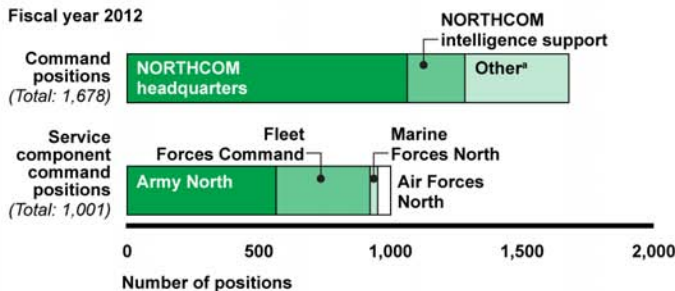 Fiscal year 2012
NORTHCOM
intelligence support
Command
positions
(Total: 1,678)
NORTHCOM
headquarters
Otherᵃ
Service
component
command
positions
(Total: 1,001)
Fleet
Forces Command
Marine
Forces North
Army North
Air Forces
North
0
500
1,000
1,500
2,000
Number of positions